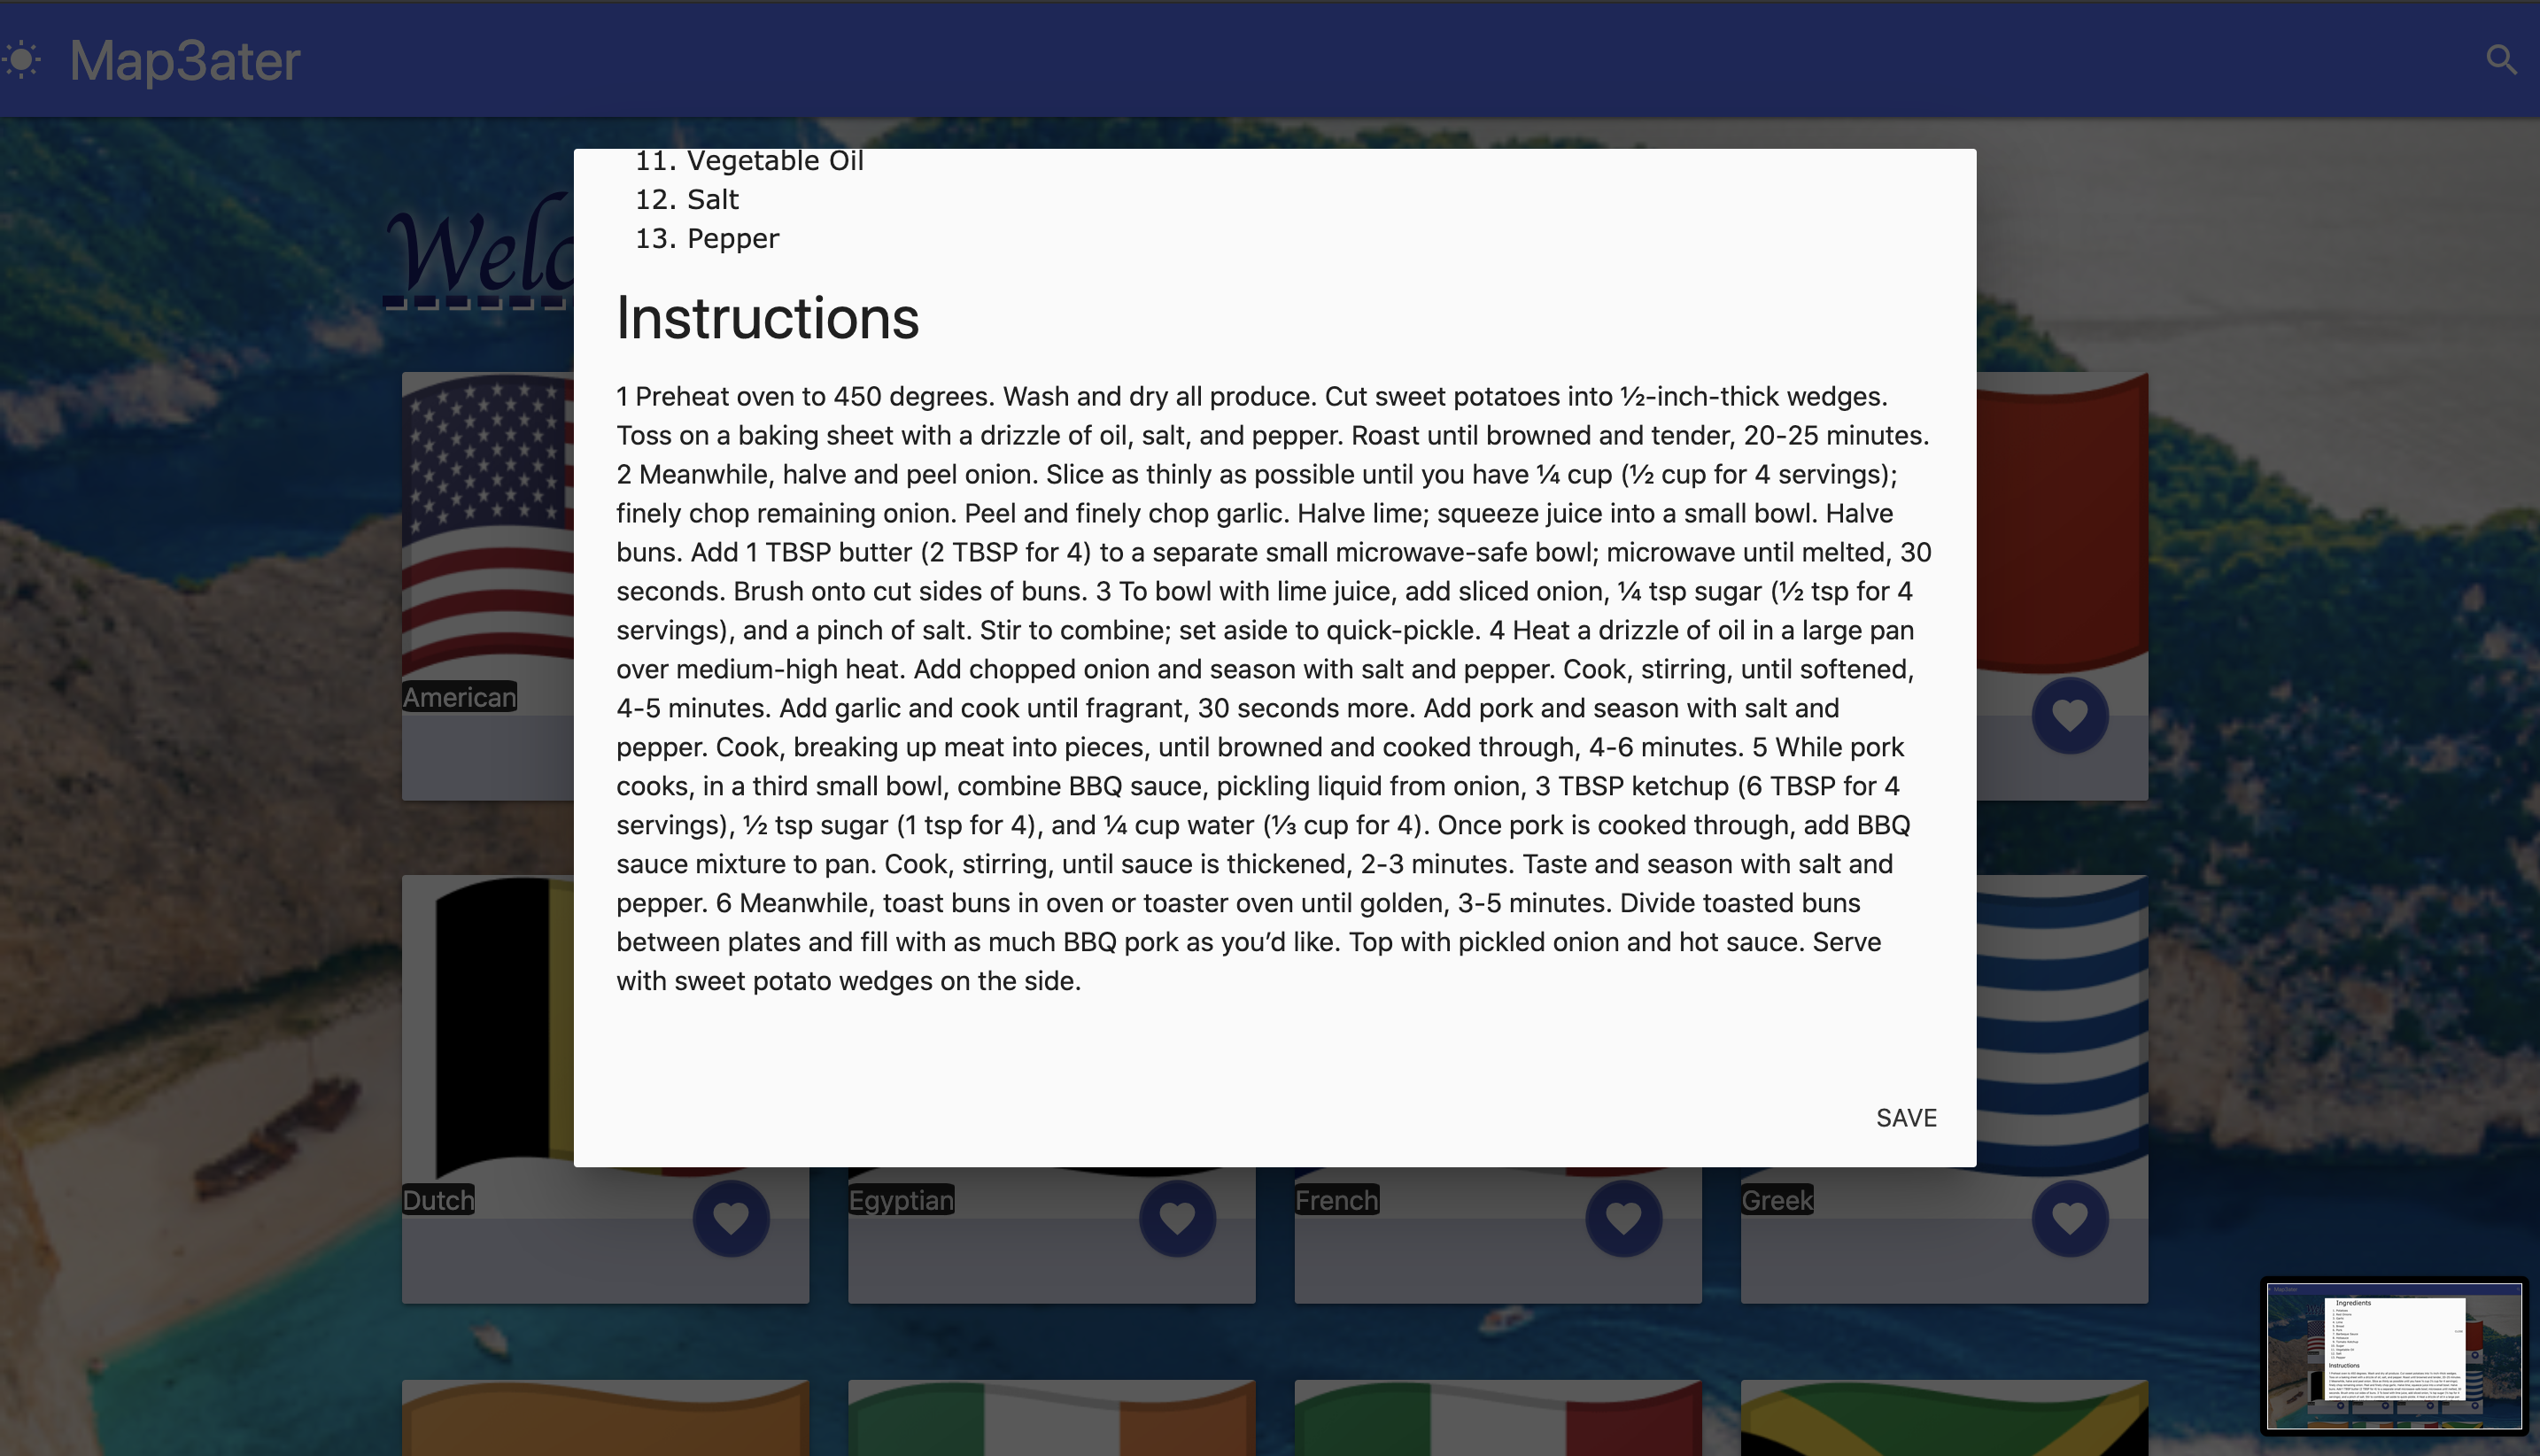 Map3ater
11. Vegetable Oil
12. Salt
13. Pepper
Instructions
1 Preheat oven to 450 degrees. Wash and dry all produce. Cut sweet potatoes into ½-inch-thick wedges.
Toss on a baking sheet with a drizzle of oil, salt, and pepper. Roast until browned and tender, 20-25 minutes.
2 Meanwhile, halve and peel onion. Slice as thinly as possible until you have ¼ cup (½ cup for 4 servings);
finely chop remaining onion. Peel and finely chop garlic. Halve lime; squeeze juice into a small bowl. Halve
buns. Add 1 TBSP butter (2 TBSP for 4) to a separate small microwave-safe bowl; microwave until melted, 30
seconds. Brush onto cut sides of buns. 3 To bowl with lime juice, add sliced onion, ¼ tsp sugar (½ tsp for 4
servings), and a pinch of salt. Stir to combine; set aside to quick-pickle. 4 Heat a drizzle of oil in a large pan
over medium-high heat. Add chopped onion and season with salt and pepper. Cook, stirring, until softened,
4-5 minutes. Add garlic and cook until fragrant, 30 seconds more. Add pork and season with salt and
pepper. Cook, breaking up meat into pieces, until browned and cooked through, 4-6 minutes. 5 While pork
cooks, in a third small bowl, combine BBQ sauce, pickling liquid from onion, 3 TBSP ketchup (6 TBSP for 4
servings), ½ tsp sugar (1 tsp for 4), and ¼ cup water (⅓ cup for 4). Once pork is cooked through, add BBQ
sauce mixture to pan. Cook, stirring, until sauce is thickened, 2-3 minutes. Taste and season with salt and
pepper. 6 Meanwhile, toast buns in oven or toaster oven until golden, 3-5 minutes. Divide toasted buns
between plates and fill with as much BBQ pork as you’d like. Top with pickled onion and hot sauce. Serve
with sweet potato wedges on the side.
SAVE
Welc
American
Dutch
Egyptian
French
Greek
Ingredients
Instructions